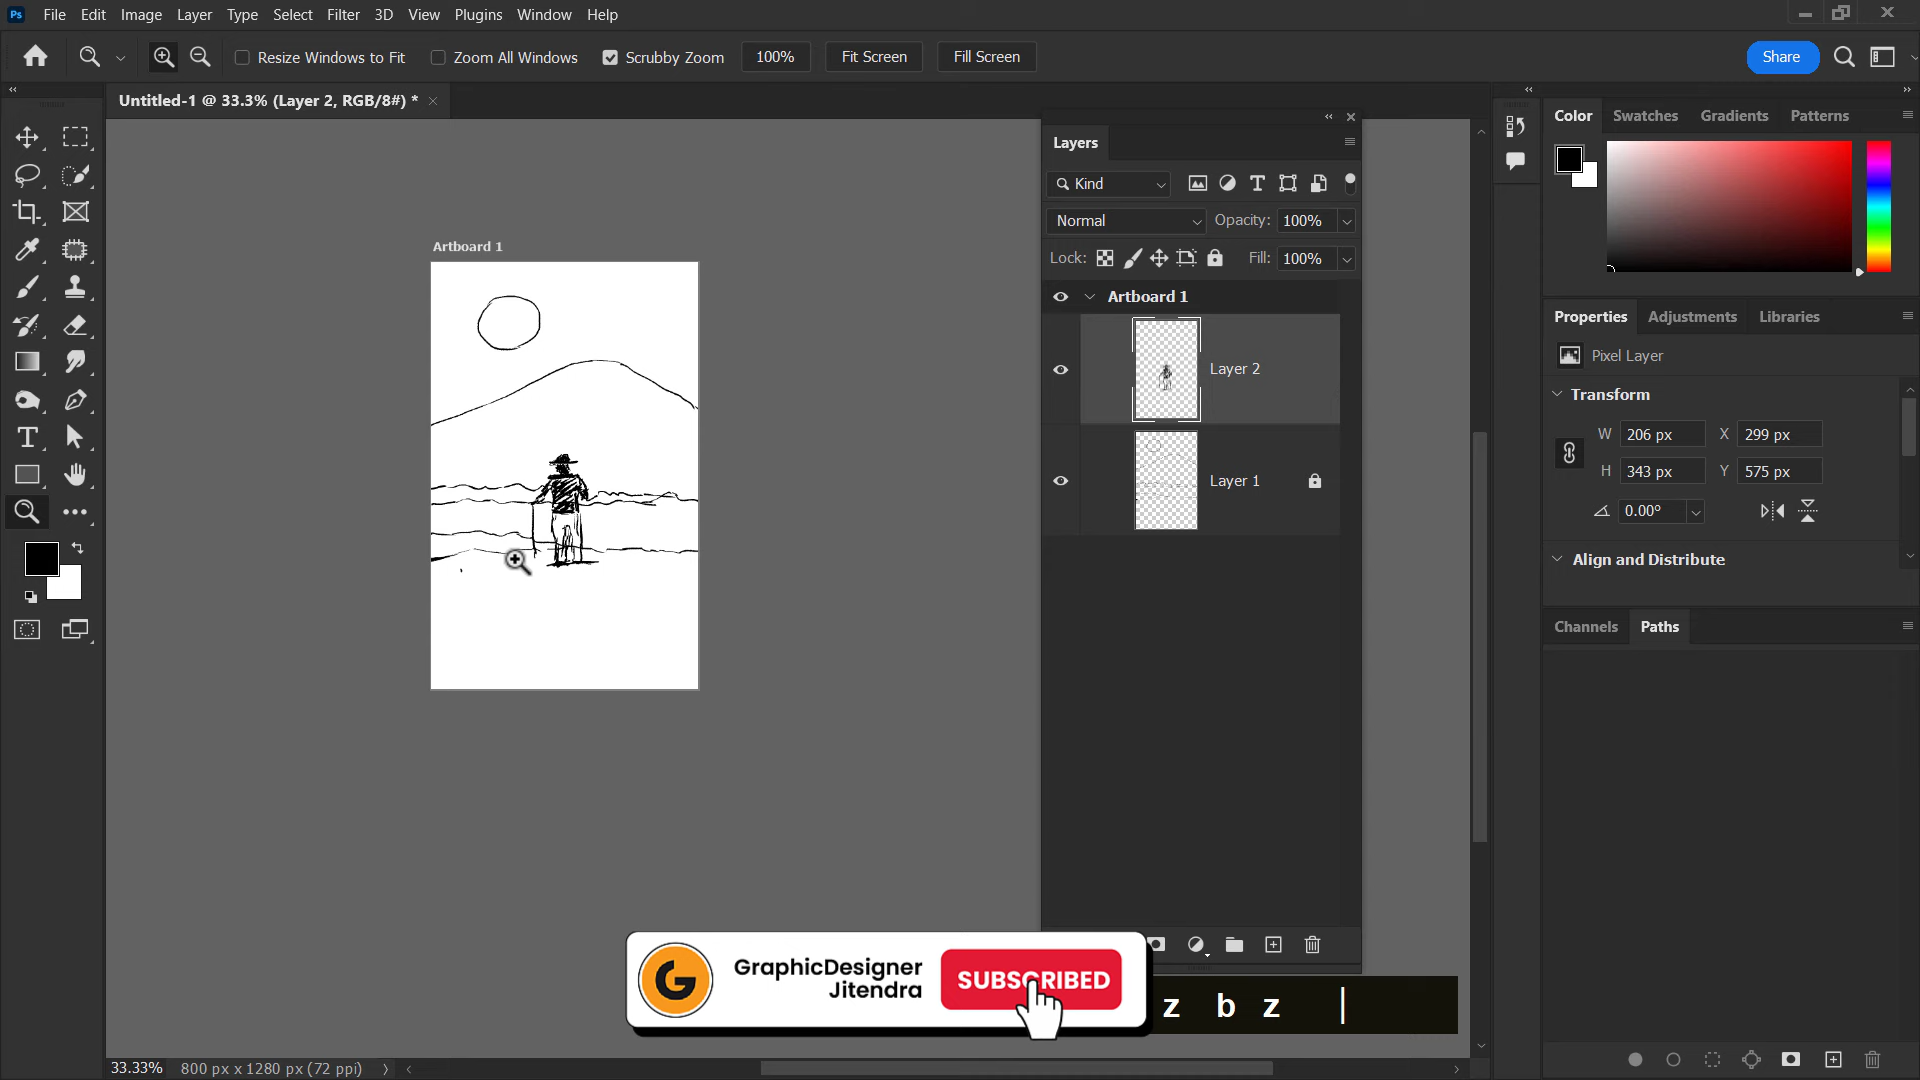 Ps File Edit Image Layer Type Select Filter 3D View Plugins Window Help
Resize Windows to Fit Zoom All Windows Scrubby Zoom 100% Fit Screen Fill Screen Share
Untitled-1 @ 33.3% (Layer 2, RGB/8#) *
Artboard 1
Layers
Kind
Normal Opacity: 100%
Lock: Fill: 100%
Artboard 1
Layer 2
Layer 1
Color Swatches Gradients Patterns
Properties Adjustments Libraries
Pixel Layer
Transform
W 206 px X 299 px
H 343 px Y 575 px
0.00°
Align and Distribute
Channels Paths
G GraphicDesigner
Jitendra
SUBSCRIBED
z b z
33.33% 800 px x 1280 px (72 ppi)